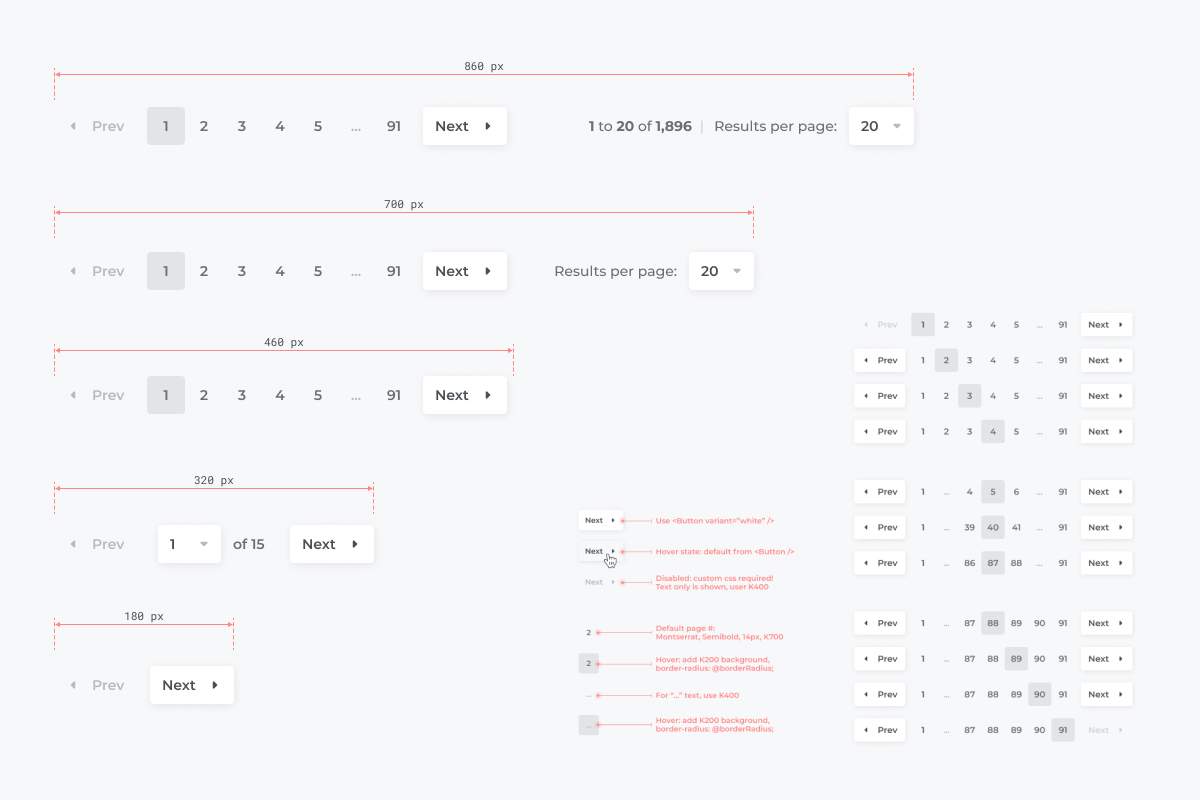 860 px
Prev 1 2 3 4 5 ... 91 Next 1 to 20 of 1,896 | Results per page: 20
700 px
Prev 1 2 3 4 5 ... 91 Next Results per page: 20
460 px
Prev 1 2 3 4 5 ... 91 Next
320 px
Prev 1 of 15 Next
180 px
Prev Next
Next Use <Button variant="white" />
Next Hover state: default from <Button />
Next Disabled: custom css required!
Text only is shown, user K400
2 Default page #:
Montserrat, Semibold, 14px, K700
2 Hover: add K200 background,
border-radius: @borderRadius;
... For "..." text, use K400
... Hover: add K200 background,
border-radius: @borderRadius;
Prev 1 2 3 4 5 ... 91 Next
Prev 1 2 3 4 5 ... 91 Next
Prev 1 2 3 4 5 ... 91 Next
Prev 1 2 3 4 5 ... 91 Next
Prev 1 ... 4 5 6 ... 91 Next
Prev 1 ... 39 40 41 ... 91 Next
Prev 1 ... 86 87 88 ... 91 Next
Prev 1 ... 87 88 89 90 91 Next
Prev 1 ... 87 88 89 90 91 Next
Prev 1 ... 87 88 89 90 91 Next
Prev 1 ... 87 88 89 90 91 Next